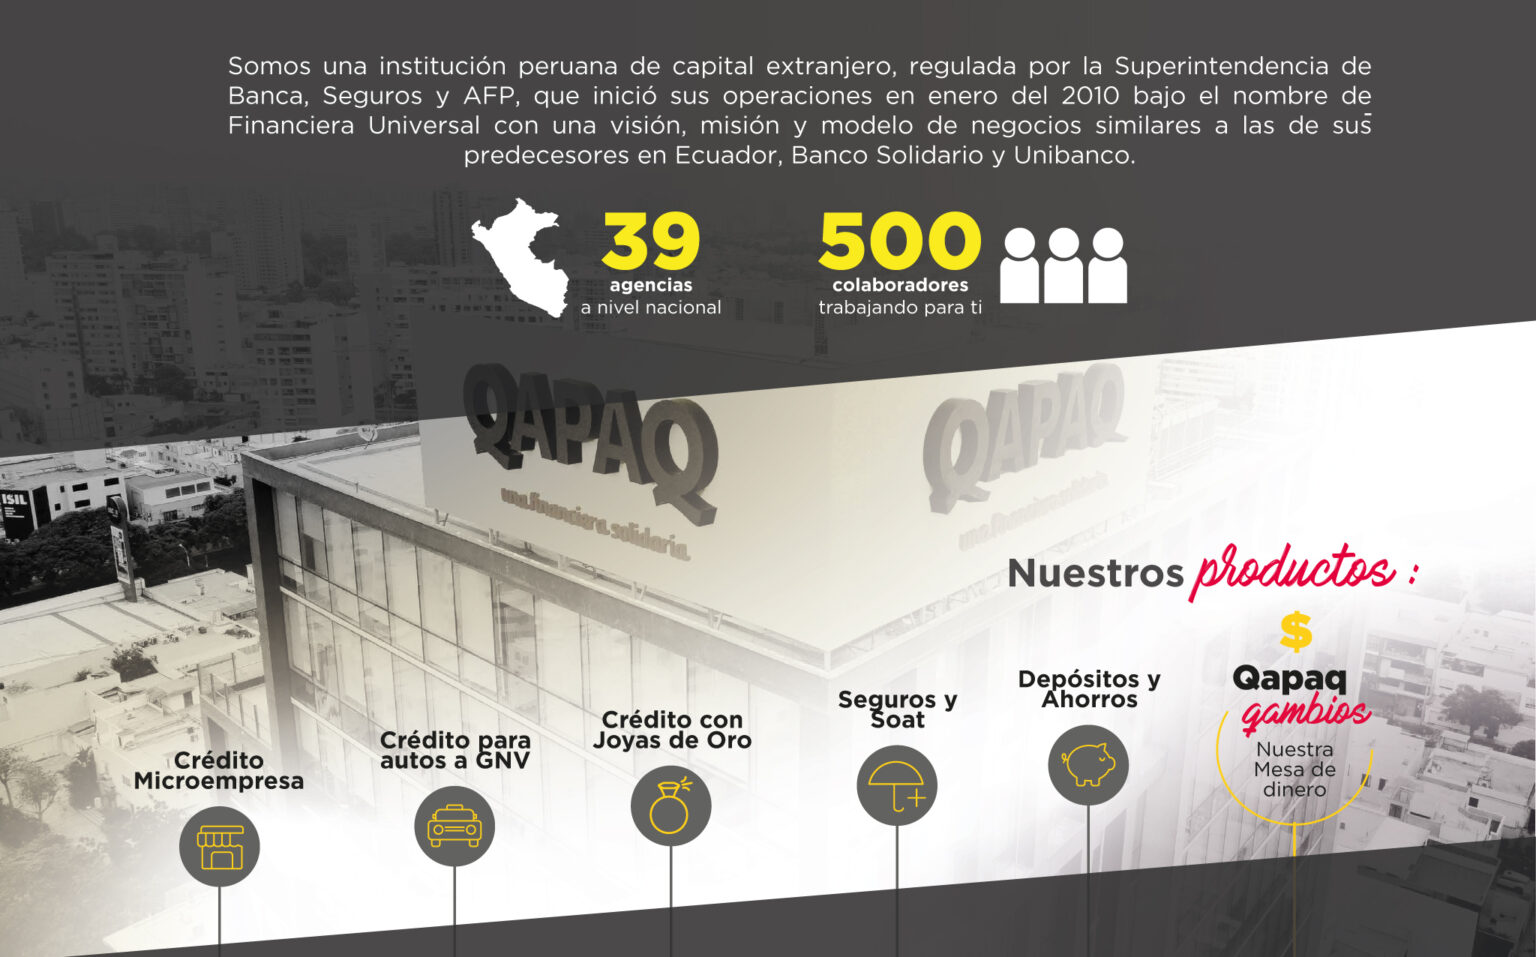 Somos una institución peruana de capital extranjero, regulada por la Superintendencia de
Banca, Seguros y AFP, que inició sus operaciones en enero del 2010 bajo el nombre de
Financiera Universal con una visión, misión y modelo de negocios similares a las de sus
predecesores en Ecuador, Banco Solidario y Unibanco.
39
agencias
a nivel nacional
500
colaboradores
trabajando para ti
QAPAQ
una.financiera.solidaria.
QAPAQ
una.financiera.solidaria.
ISIL
Nuestros productos :
$
Qapaq
gambios
Nuestra
Mesa de
dinero
Depósitos y
Ahorros
Seguros y
Soat
Crédito con
Joyas de Oro
Crédito para
autos a GNV
Crédito
Microempresa